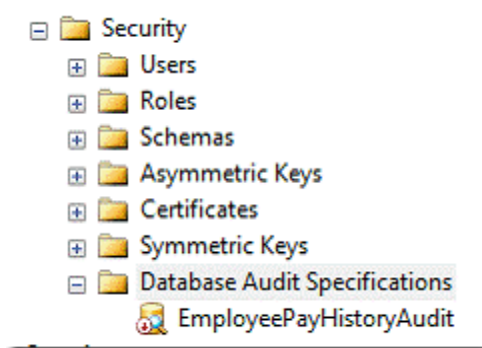 Security
Users
Roles
Schemas
Asymmetric Keys
Certificates
Symmetric Keys
Database Audit Specifications
EmployeePayHistoryAudit